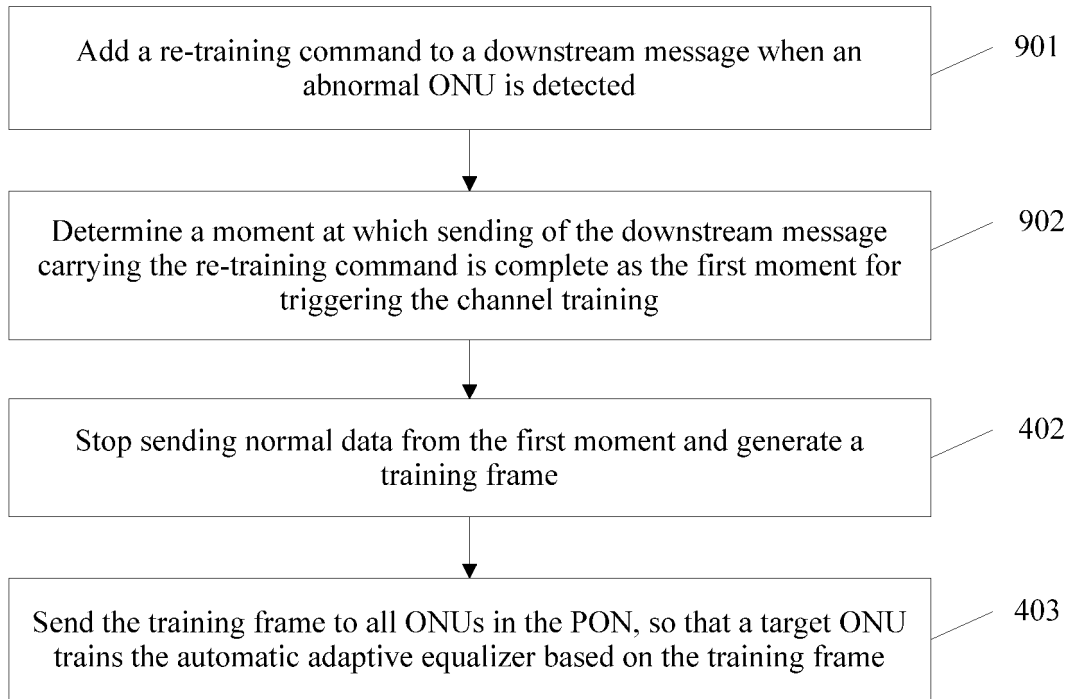 Add a re-training command to a downstream message when an
abnormal ONU is detected
901
Determine a moment at which sending of the downstream message
carrying the re-training command is complete as the first moment for
triggering the channel training
902
Stop sending normal data from the first moment and generate a
training frame
402
Send the training frame to all ONUs in the PON, so that a target ONU
trains the automatic adaptive equalizer based on the training frame
403